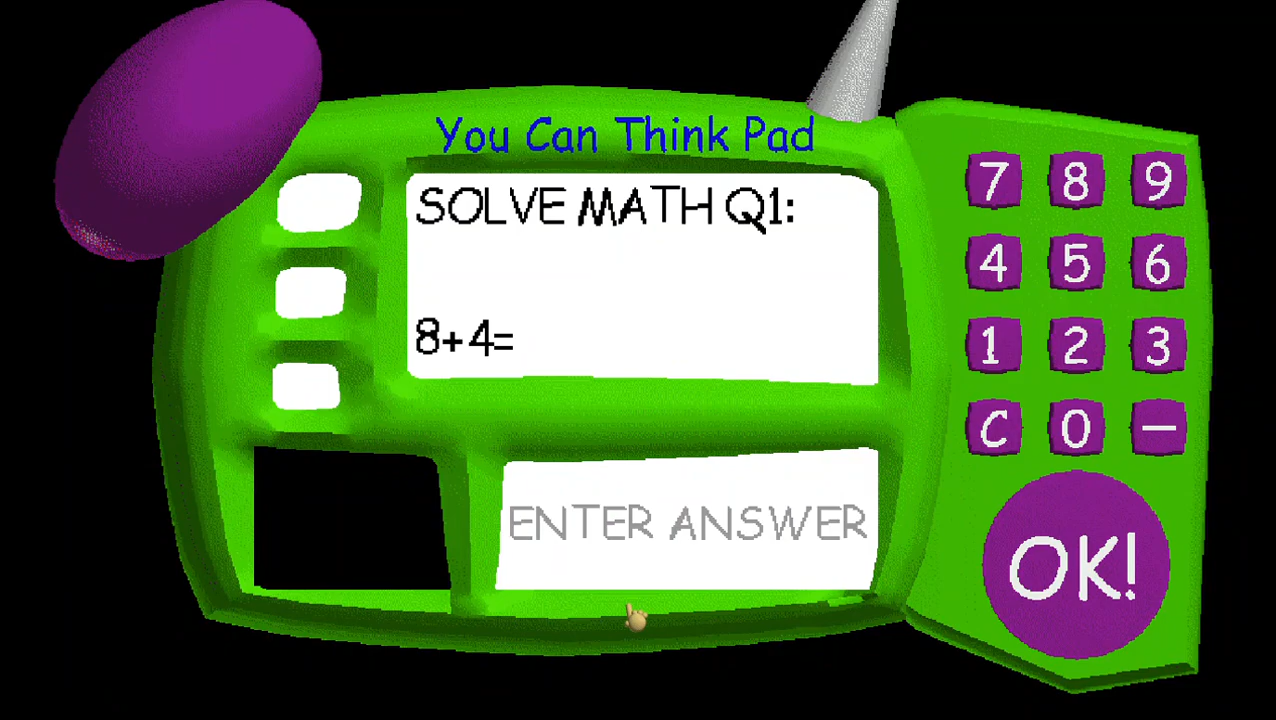 You Can Think Pad
SOLVE MATH Q1:
8+4=
ENTER ANSWER
7 8 9
4 5 6
1 2 3
C 0 —
OK!